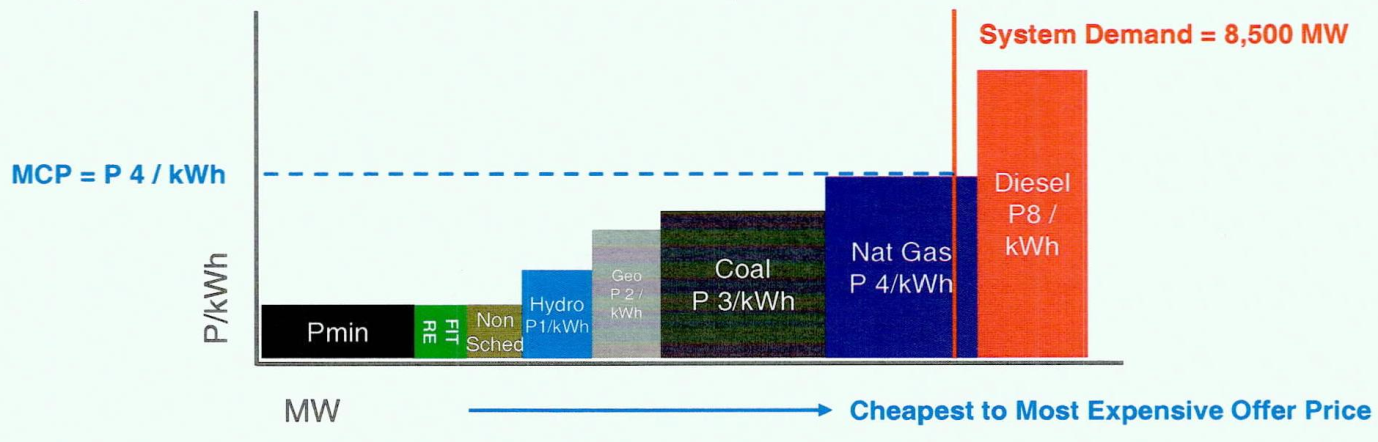 System Demand = 8,500 MW
MCP = P 4 / kWh
P/kWh
Pmin
FIT
RE
Non
Sched
Hydro
P1/kWh
Geo
P 2 /
kWh
Coal
P 3/kWh
Nat Gas
P 4/kWh
Diesel
P8 /
kWh
MW
Cheapest to Most Expensive Offer Price